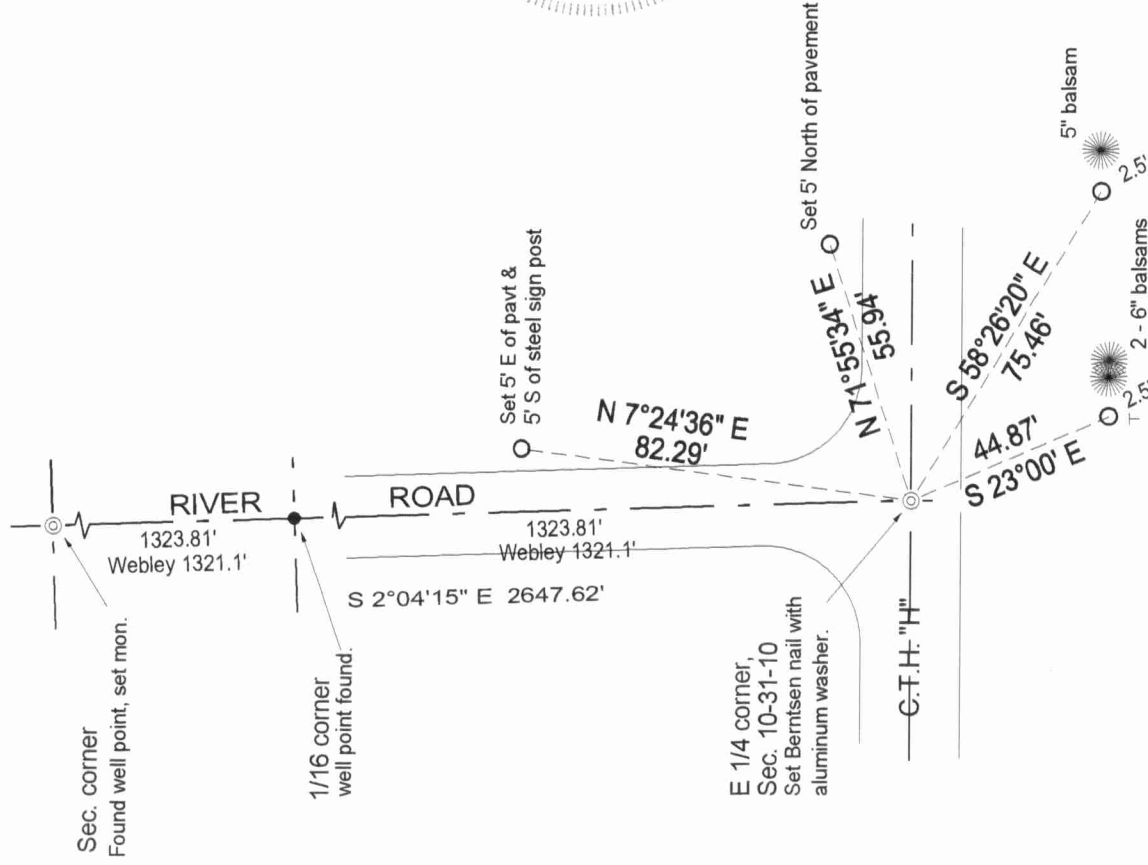 Set 5' North of pavement
5" balsam
Set 5' E of pavt &
5' S of steel sign post
N 7°24'36" E
82.29'
N 71°55'34" E
55.94'
RIVER ROAD
1323.81'
Webley 1321.1'
1323.81'
Webley 1321.1'
S 2°04'15" E 2647.62'
Sec. corner
Found well point, set mon.
1/16 corner
well point found.
E 1/4 corner,
Sec. 10-31-10
Set Berntsen nail with
aluminum washer.
C.T.H. "H"
S 58°26'20" E
75.46'
44.87'
S 23°00' E
2.5'
2 - 6" balsams
2.5'